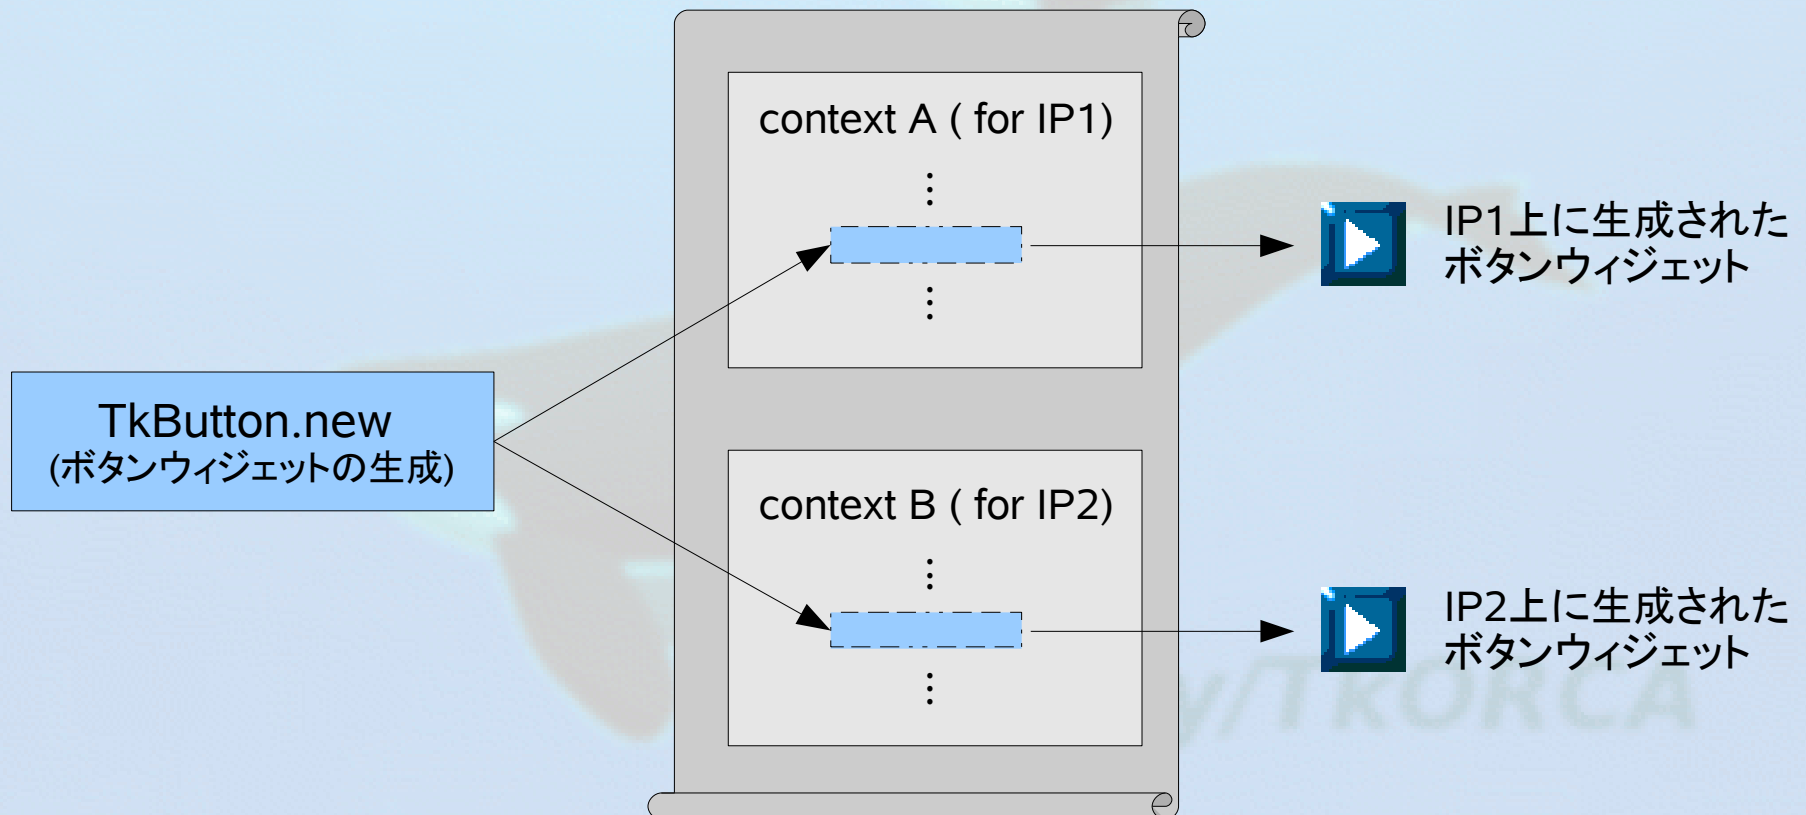 context A ( for IP1)
IP1上に生成された
ボタンウィジェット
TkButton.new
(ボタンウィジェットの生成)
context B ( for IP2)
IP2上に生成された
ボタンウィジェット
y/TkORCA